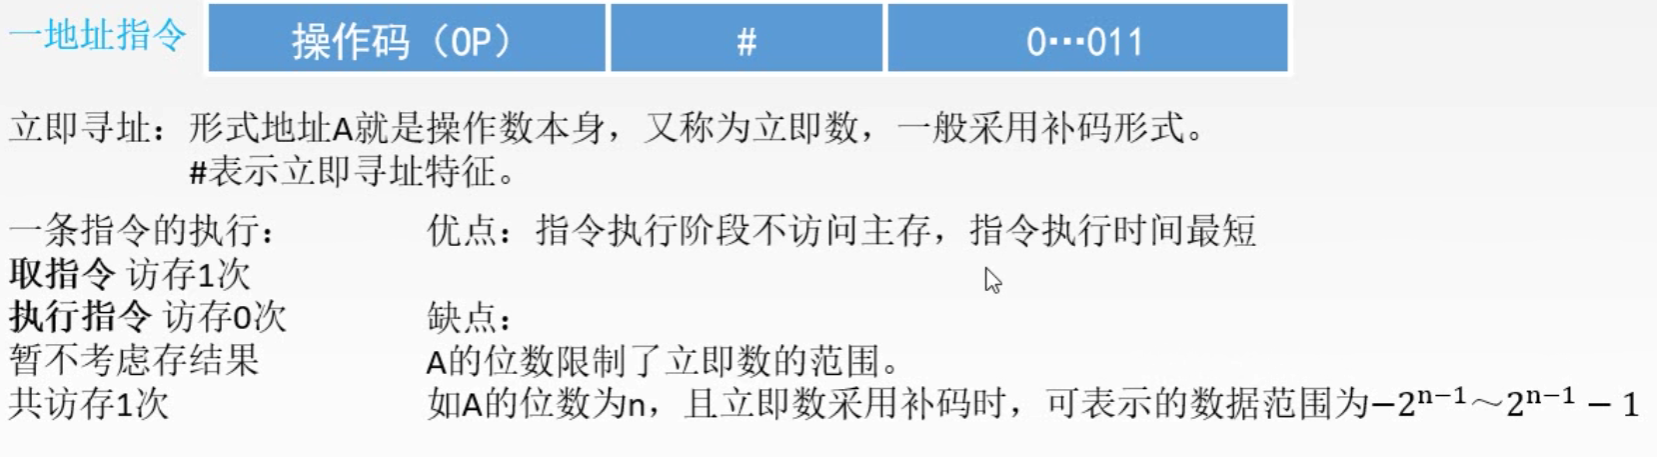 一地址指令 操作码（OP） # 0…011
立即寻址：形式地址A就是操作数本身，又称为立即数，一般采用补码形式。
#表示立即寻址特征。
一条指令的执行： 优点：指令执行阶段不访问主存，指令执行时间最短
取指令 访存1次
执行指令 访存0次 缺点：
暂不考虑存结果 A的位数限制了立即数的范围。
共访存1次 如A的位数为n，且立即数采用补码时，可表示的数据范围为−2ⁿ⁻¹～2ⁿ⁻¹ − 1